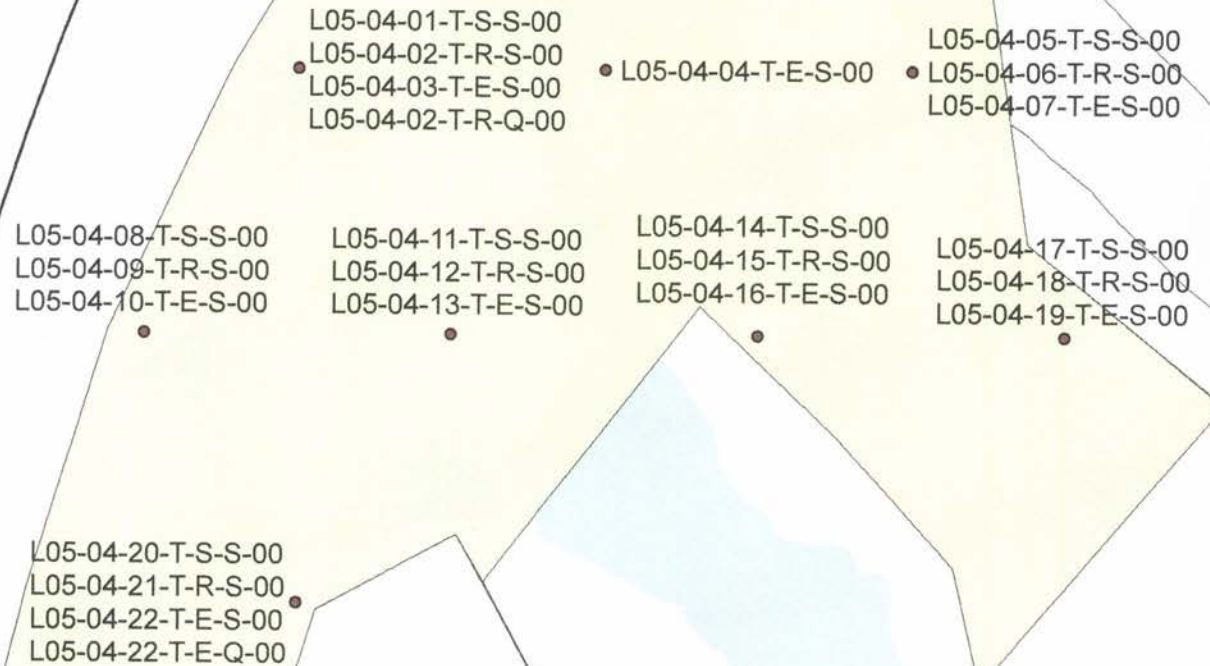 L05-04-01-T-S-S-00
L05-04-02-T-R-S-00
L05-04-03-T-E-S-00
L05-04-02-T-R-Q-00
L05-04-04-T-E-S-00
L05-04-05-T-S-S-00
L05-04-06-T-R-S-00
L05-04-07-T-E-S-00
L05-04-08-T-S-S-00
L05-04-09-T-R-S-00
L05-04-10-T-E-S-00
L05-04-11-T-S-S-00
L05-04-12-T-R-S-00
L05-04-13-T-E-S-00
L05-04-14-T-S-S-00
L05-04-15-T-R-S-00
L05-04-16-T-E-S-00
L05-04-17-T-S-S-00
L05-04-18-T-R-S-00
L05-04-19-T-E-S-00
L05-04-20-T-S-S-00
L05-04-21-T-R-S-00
L05-04-22-T-E-S-00
L05-04-22-T-E-Q-00